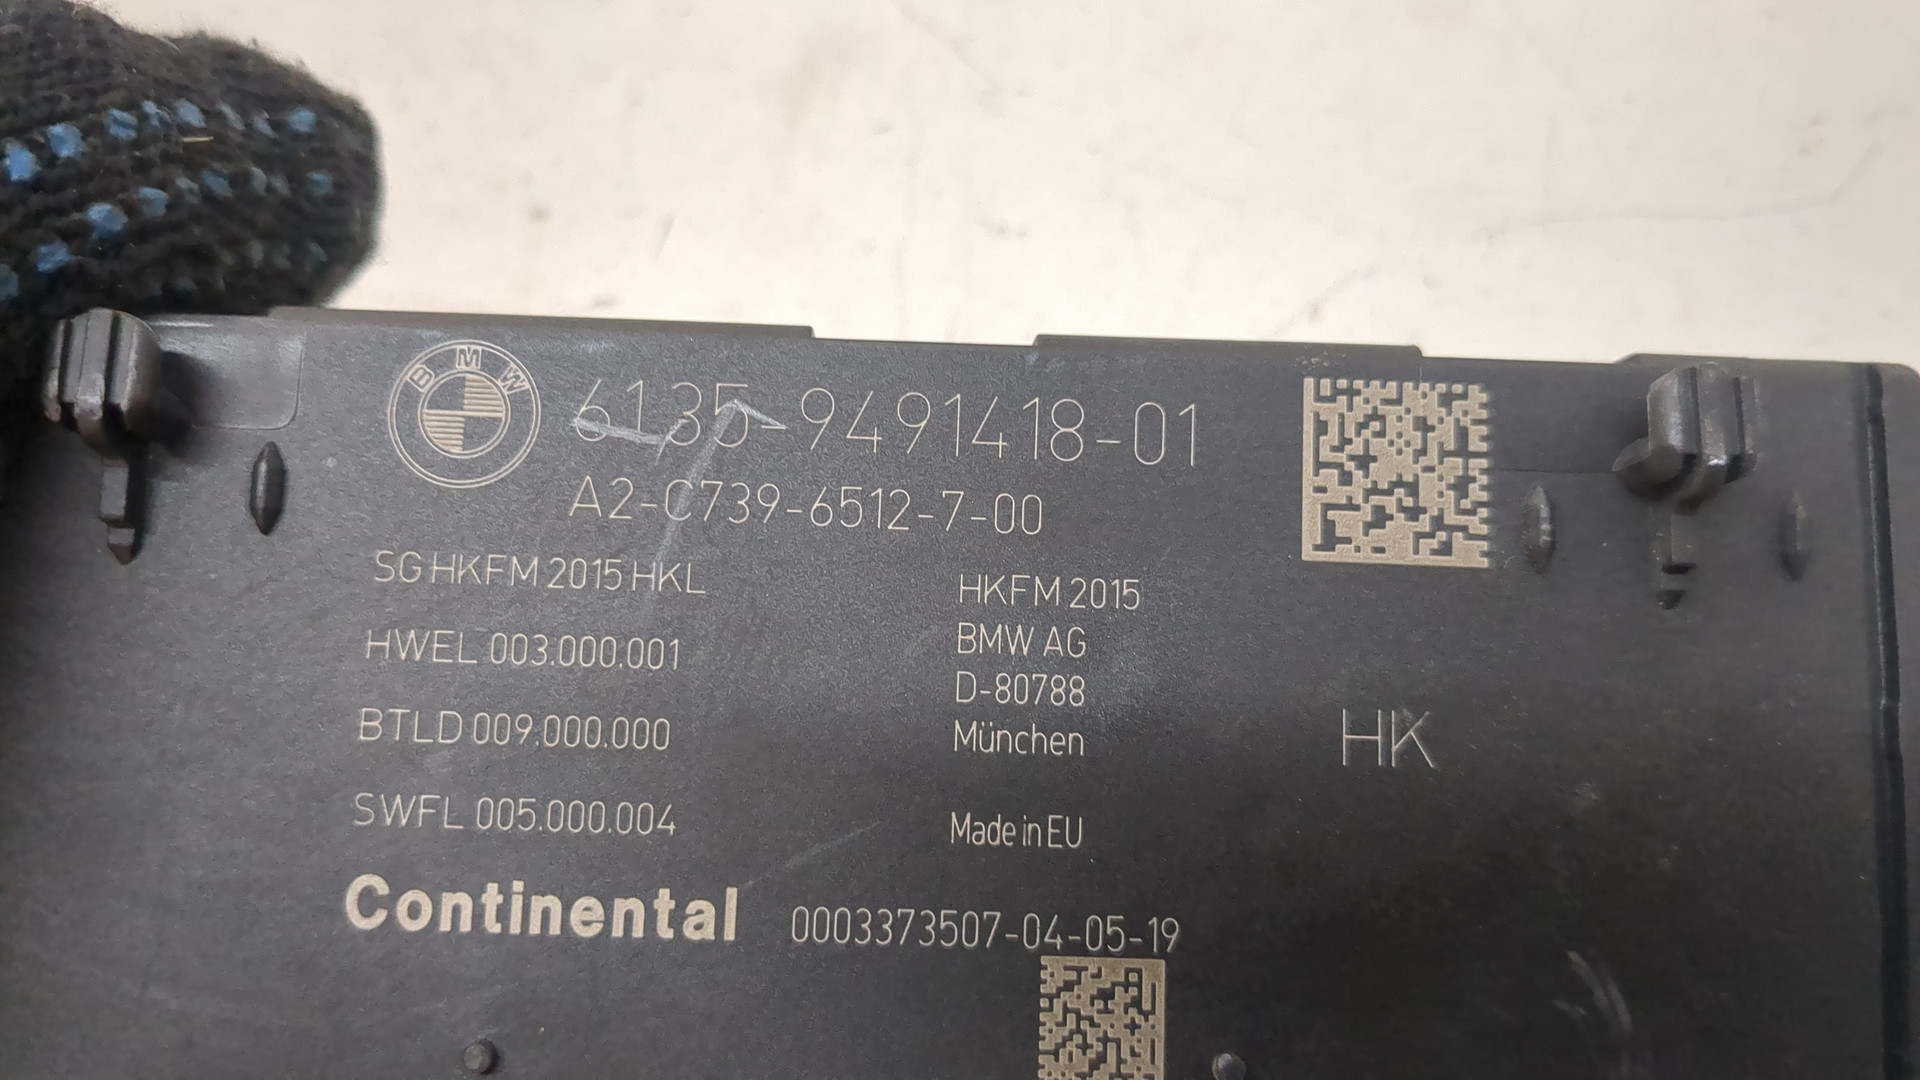 BMW
6135-9491418-01
A2-C739-6512-7-00
SG HKFM 2015 HKL
HWEL 003.000.001
BTLD 009.000.000
SWFL 005.000.004
HKFM 2015
BMW AG
D-80788
München
Made in EU
HK
Continental 0003373507-04-05-19